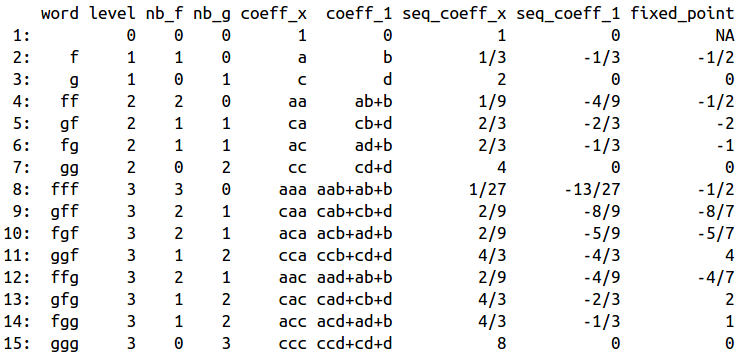 word level nb_f nb_g coeff_x coeff_1 seq_coeff_x seq_coeff_1 fixed_point
1: 0 0 0 1 0 1 0 NA
2: f 1 1 0 a b 1/3 -1/3 -1/2
3: g 1 0 1 c d 2 0 0
4: ff 2 2 0 aa ab+b 1/9 -4/9 -1/2
5: gf 2 1 1 ca cb+d 2/3 -2/3 -2
6: fg 2 1 1 ac ad+b 2/3 -1/3 -1
7: gg 2 0 2 cc cd+d 4 0 0
8: fff 3 3 0 aaa aab+ab+b 1/27 -13/27 -1/2
9: gff 3 2 1 caa cab+cb+d 2/9 -8/9 -8/7
10: fgf 3 2 1 aca acb+ad+b 2/9 -5/9 -5/7
11: ggf 3 1 2 cca ccb+cd+d 4/3 -4/3 4
12: ffg 3 2 1 aac aad+ab+b 2/9 -4/9 -4/7
13: gfg 3 1 2 cac cad+cb+d 4/3 -2/3 2
14: fgg 3 1 2 acc acd+ad+b 4/3 -1/3 1
15: ggg 3 0 3 ccc ccd+cd+d 8 0 0